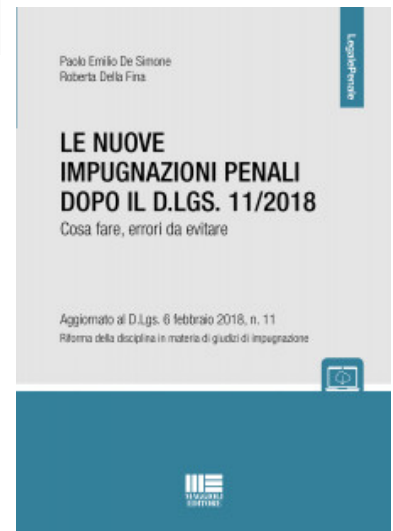 Paolo Emilio De Simone
Roberta Della Fina
LegalePenale
LE NUOVE
IMPUGNAZIONI PENALI
DOPO IL D.LGS. 11/2018
Cosa fare, errori da evitare
Aggiornato al D.Lgs. 6 febbraio 2018, n. 11
Riforma della disciplina in materia di giudizi di impugnazione
MAGGIOLI
EDITORE